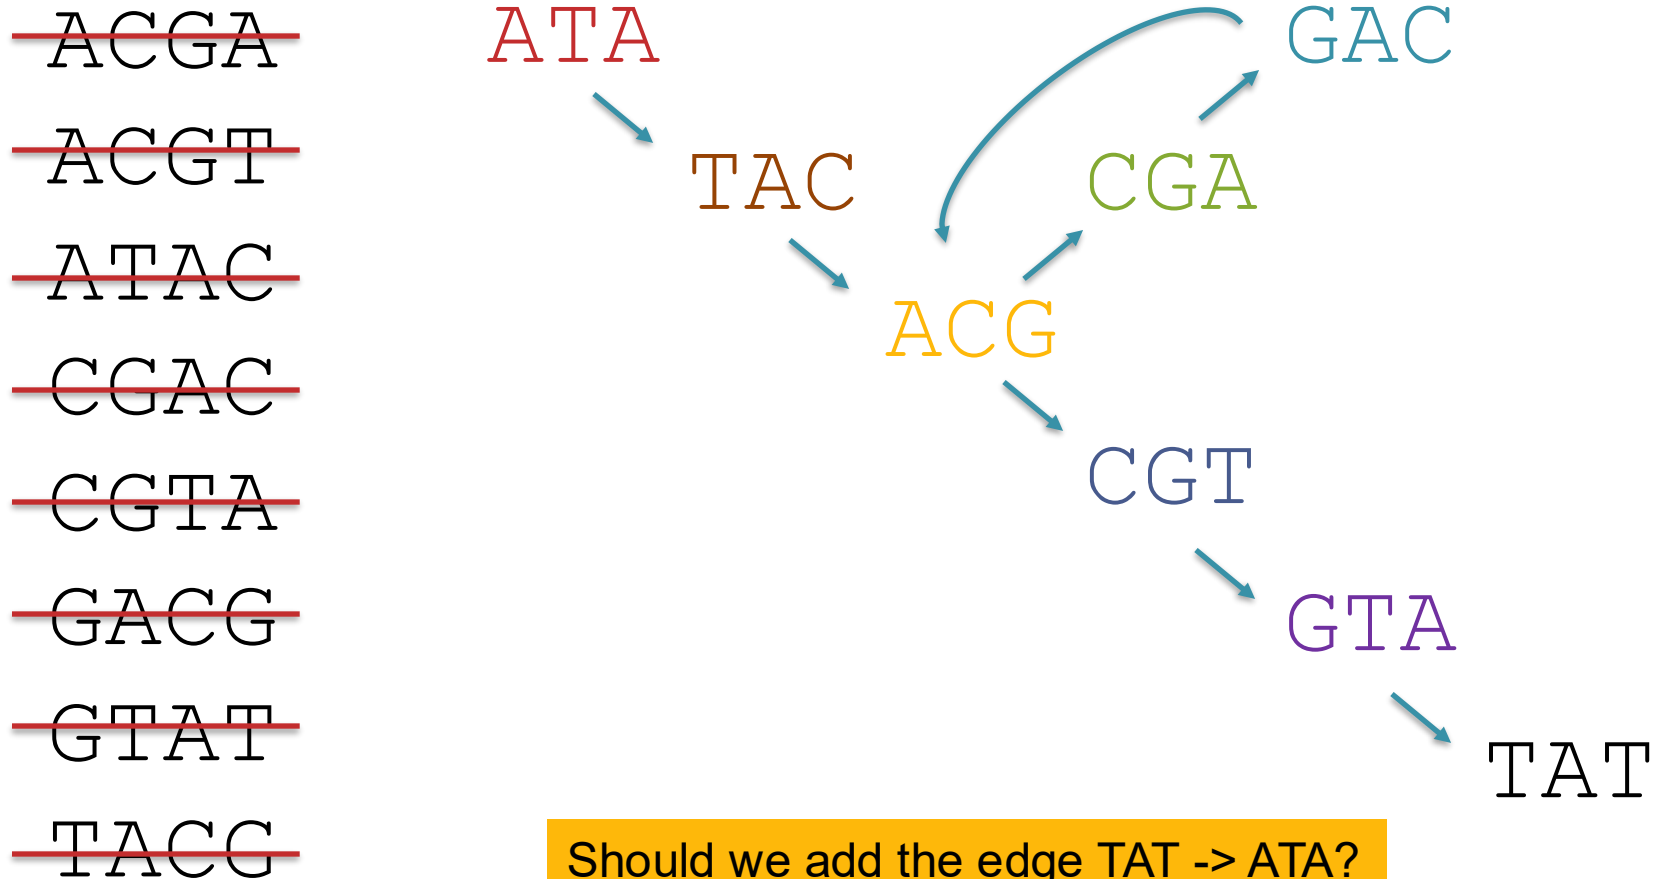 ACGA
ACGT
ATAC
CGAC
CGTA
GACG
GTAT
TACG
ATA
TAC
ACG
CGA
GAC
CGT
GTA
TAT
Should we add the edge TAT -> ATA?